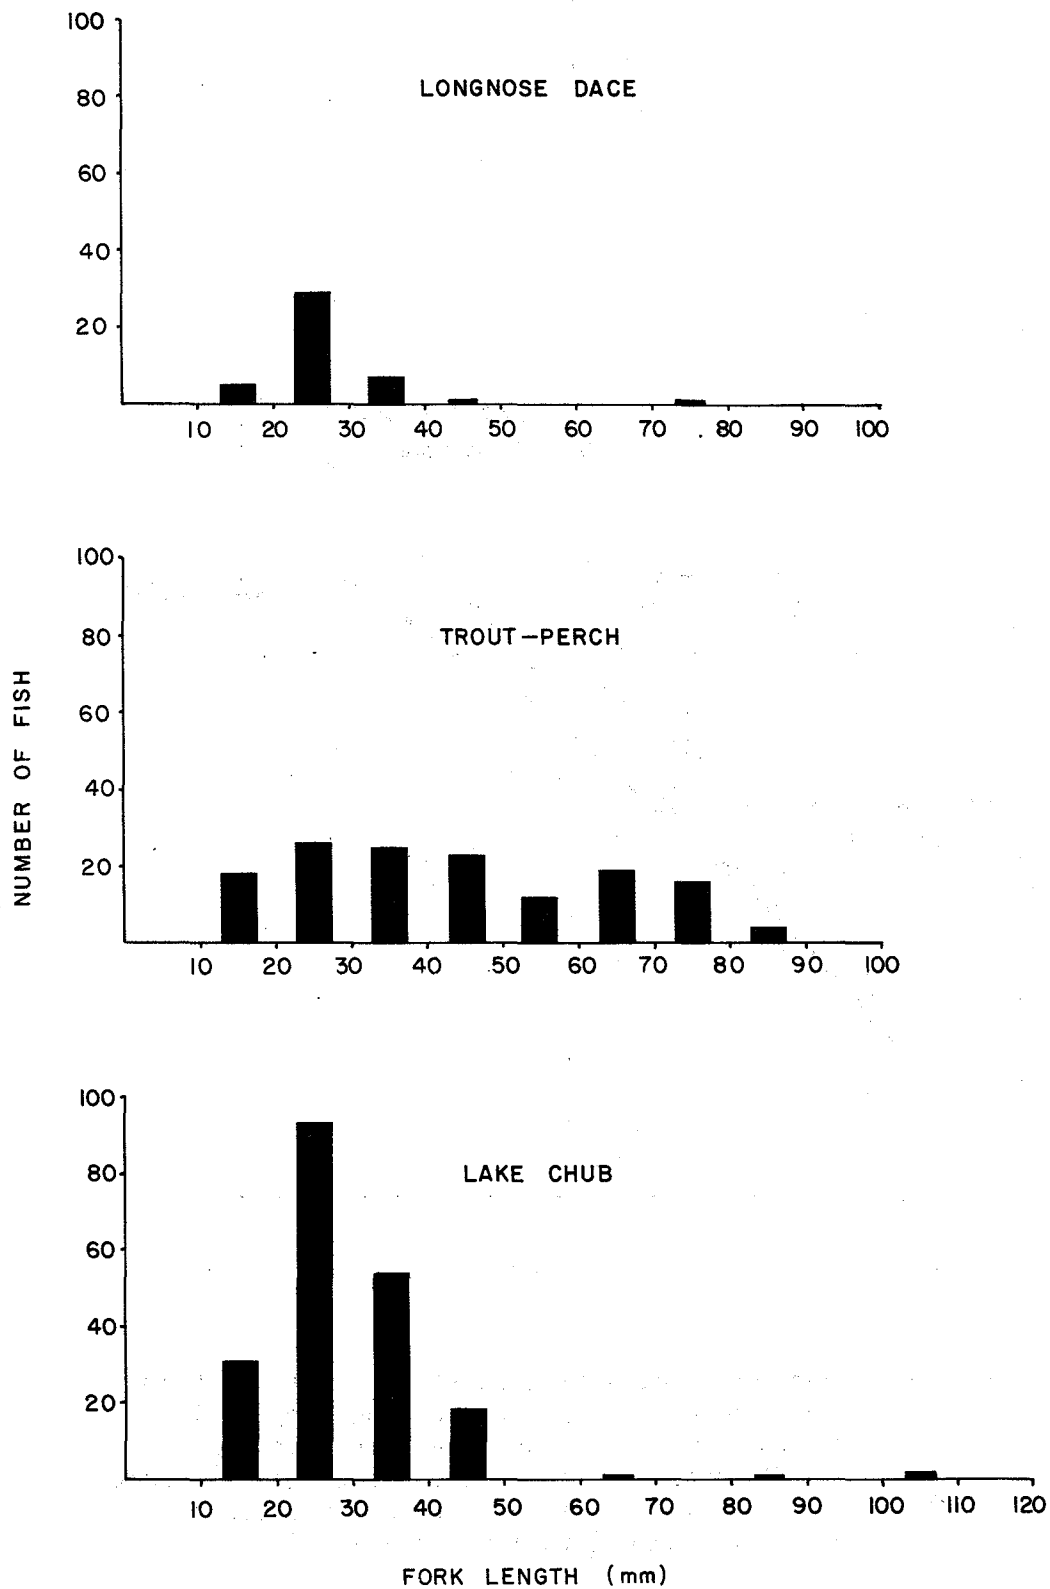 100
LONGNOSE DACE
80
60
40
20
10 20 30 40 50 60 70 80 90 100
NUMBER OF FISH
100
TROUT-PERCH
80
60
40
20
10 20 30 40 50 60 70 80 90 100
100
LAKE CHUB
80
60
40
20
10 20 30 40 50 60 70 80 90 100 110 120
FORK LENGTH (mm)